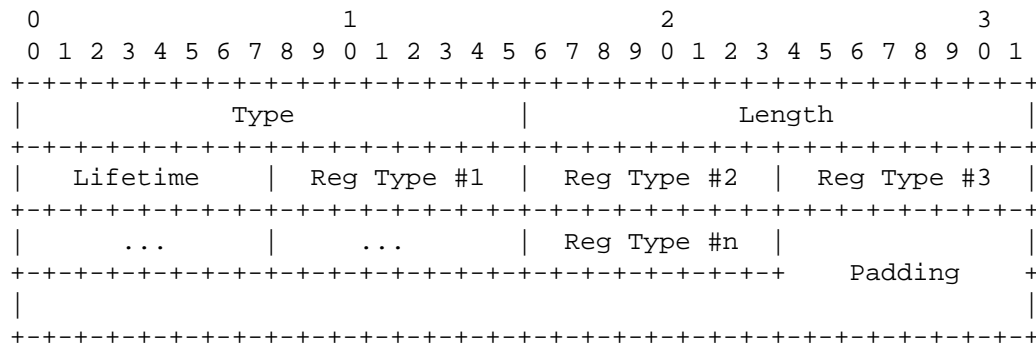 0                   1                   2                   3
 0 1 2 3 4 5 6 7 8 9 0 1 2 3 4 5 6 7 8 9 0 1 2 3 4 5 6 7 8 9 0 1
+-+-+-+-+-+-+-+-+-+-+-+-+-+-+-+-+-+-+-+-+-+-+-+-+-+-+-+-+-+-+-+-+
|             Type              |             Length            |
+-+-+-+-+-+-+-+-+-+-+-+-+-+-+-+-+-+-+-+-+-+-+-+-+-+-+-+-+-+-+-+-+
|   Lifetime    |  Reg Type #1  |  Reg Type #2  |  Reg Type #3  |
+-+-+-+-+-+-+-+-+-+-+-+-+-+-+-+-+-+-+-+-+-+-+-+-+-+-+-+-+-+-+-+-+
|      ...      |     ...       |  Reg Type #n  |               |
+-+-+-+-+-+-+-+-+-+-+-+-+-+-+-+-+-+-+-+-+-+-+-+-+    Padding    +
|                                                               |
+-+-+-+-+-+-+-+-+-+-+-+-+-+-+-+-+-+-+-+-+-+-+-+-+-+-+-+-+-+-+-+-+